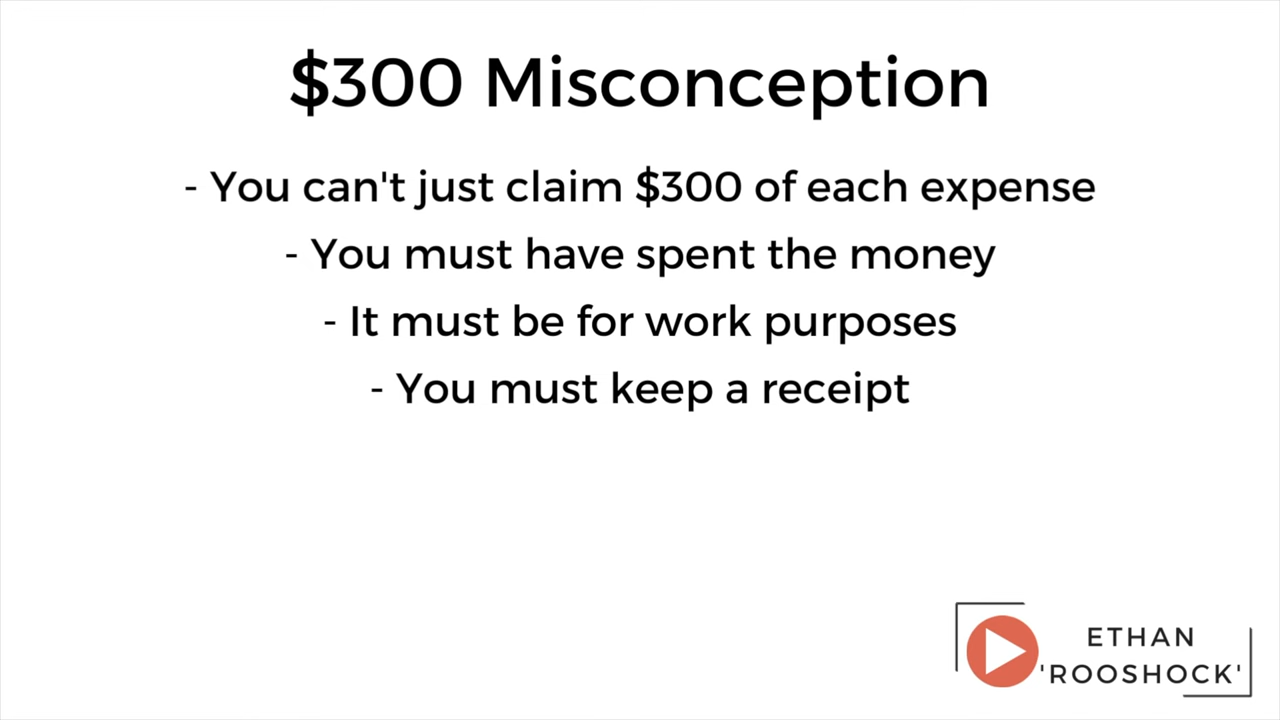 $300 Misconception
- You can't just claim $300 of each expense
- You must have spent the money
- It must be for work purposes
- You must keep a receipt
ETHAN
'ROOSHOCK'